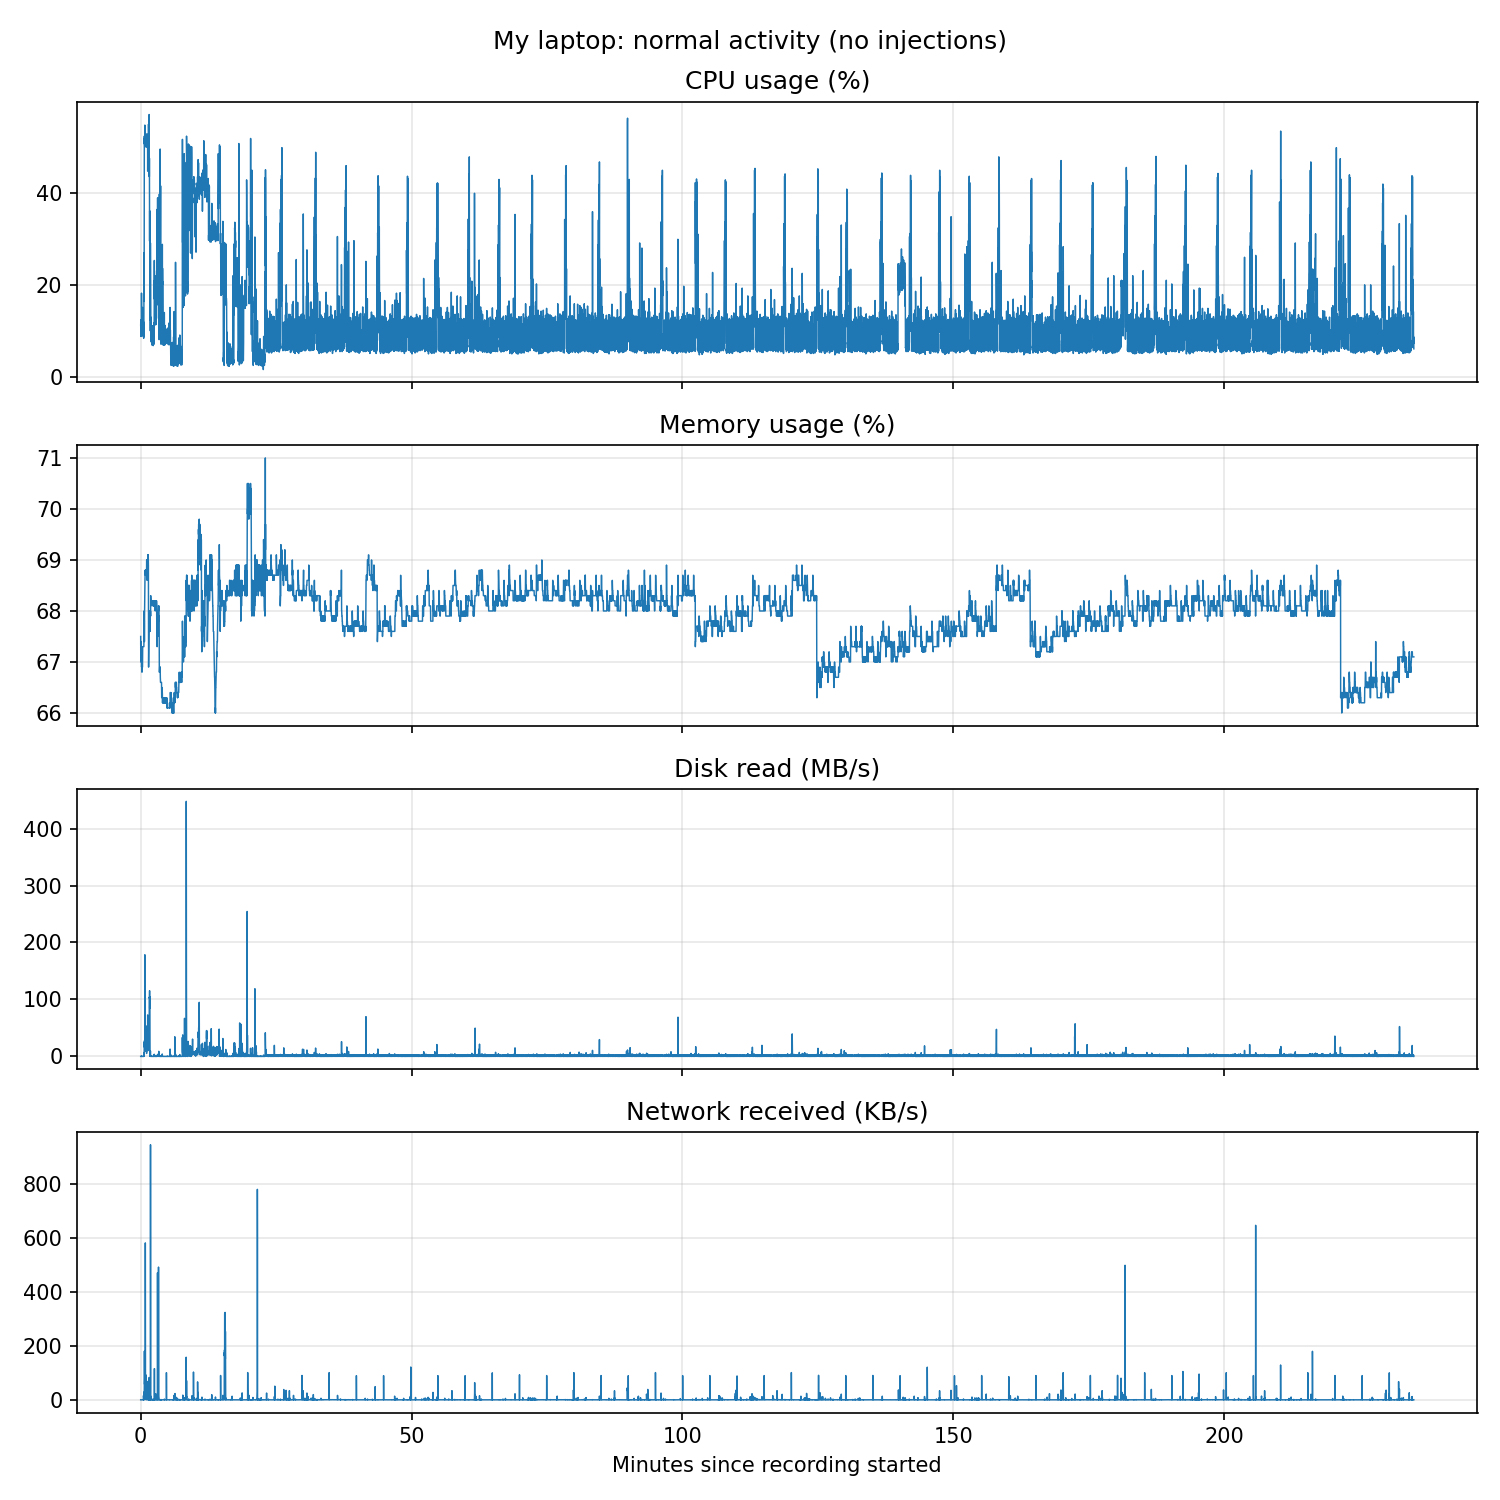 My laptop: normal activity (no injections)
CPU usage (%)
40
20
0
Memory usage (%)
71
70
69
68
67
66
Disk read (MB/s)
400
300
200
100
0
Network received (KB/s)
800
600
400
200
0
0 50 100 150 200
Minutes since recording started